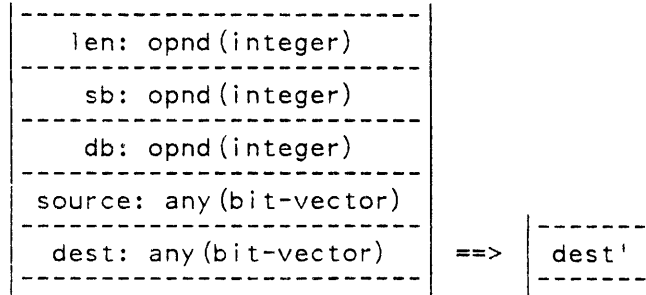 len: opnd(integer)
sb: opnd(integer)
db: opnd(integer)
source: any(bit-vector)
dest: any(bit-vector) ==> dest'